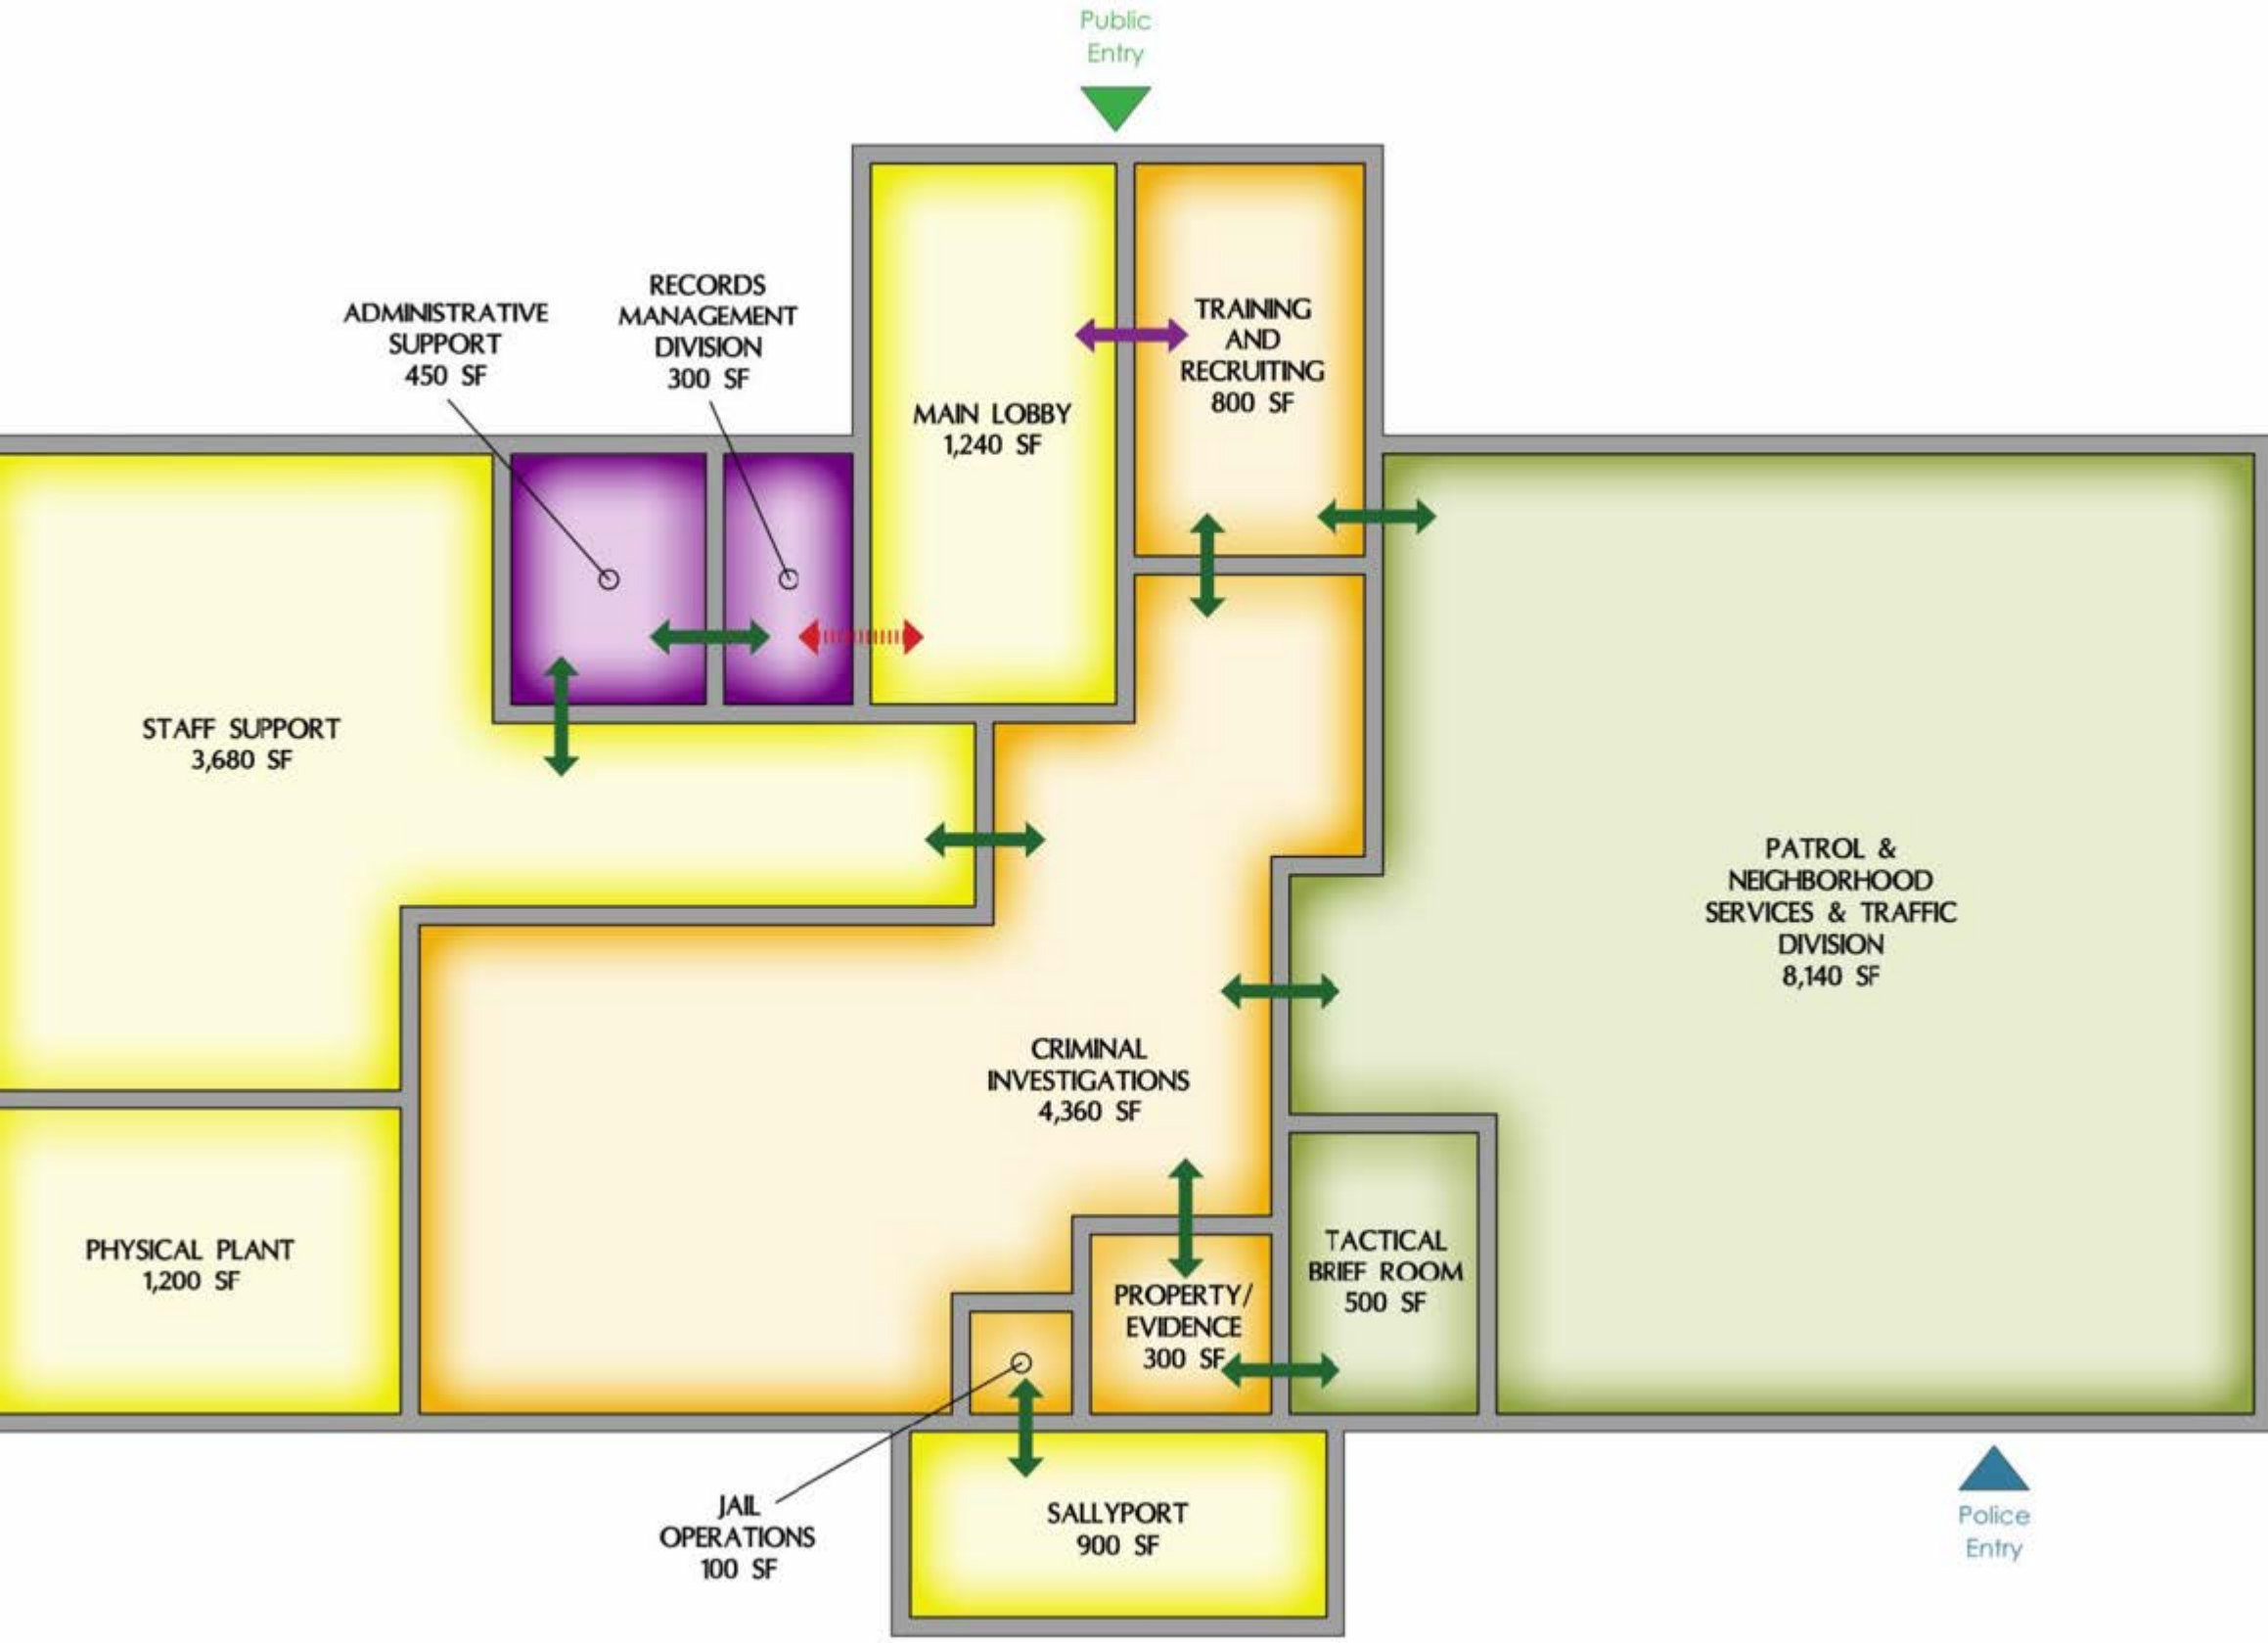 Public
Entry
ADMINISTRATIVE
SUPPORT
450 SF
RECORDS
MANAGEMENT
DIVISION
300 SF
MAIN LOBBY
1,240 SF
TRAINING
AND
RECRUITING
800 SF
STAFF SUPPORT
3,680 SF
PATROL &
NEIGHBORHOOD
SERVICES & TRAFFIC
DIVISION
8,140 SF
CRIMINAL
INVESTIGATIONS
4,360 SF
PHYSICAL PLANT
1,200 SF
PROPERTY/
EVIDENCE
300 SF
TACTICAL
BRIEF ROOM
500 SF
JAIL
OPERATIONS
100 SF
SALLYPORT
900 SF
Police
Entry